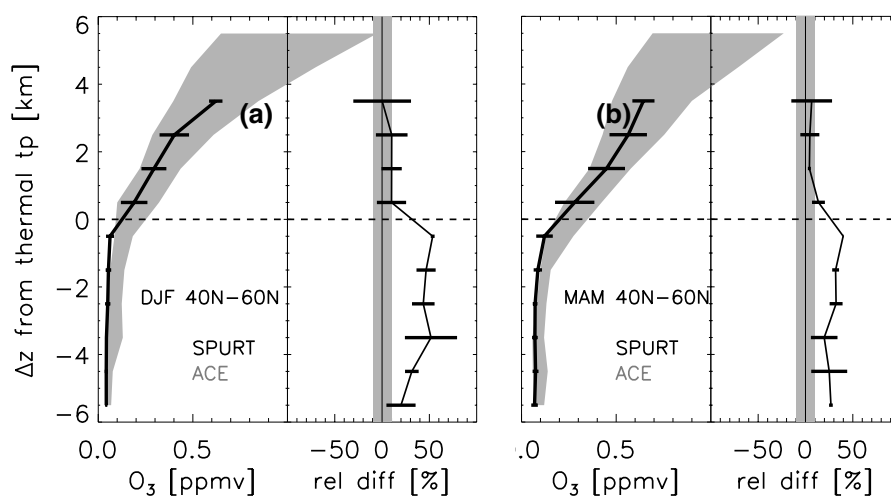 Δz from thermal tp [km]
6
4
2
0
−2
−4
−6
(a)
DJF 40N−60N
SPURT
ACE
0.0 0.5
O3 [ppmv]
−50 0 50
rel diff [%]
(b)
MAM 40N−60N
SPURT
ACE
.0 0.5
O3 [ppmv]
−50 0 50
rel diff [%]